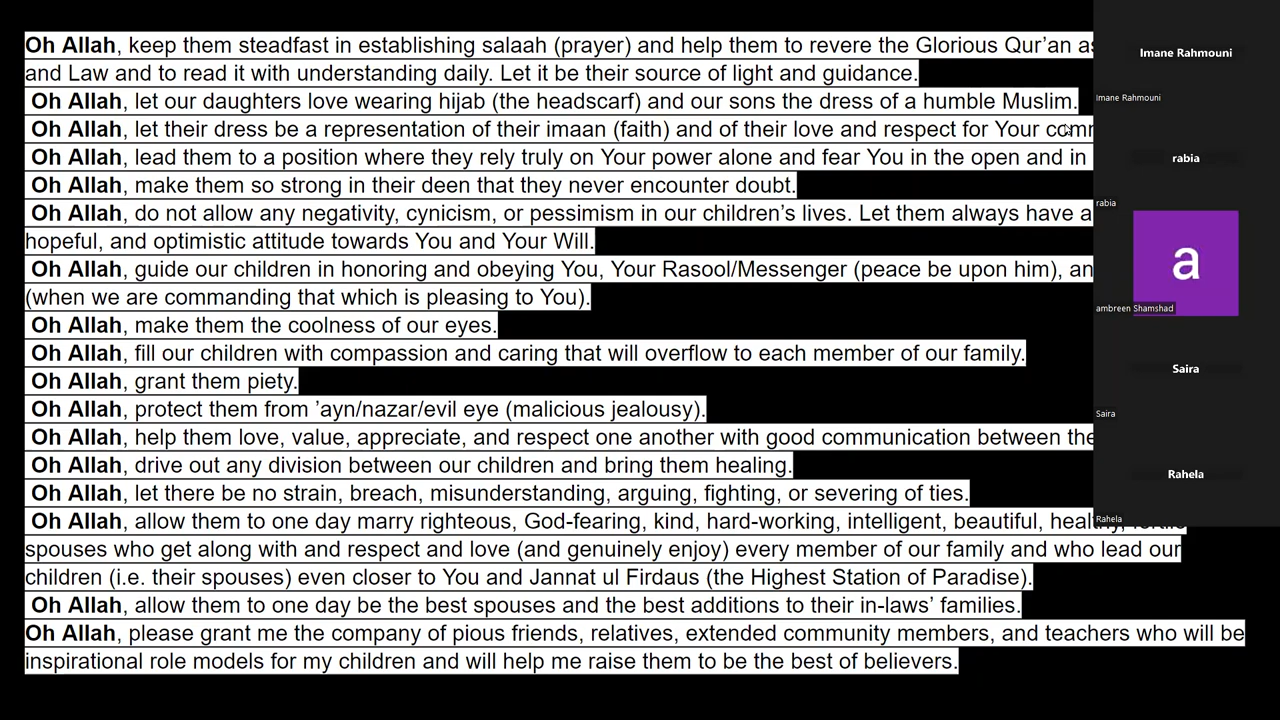 Oh Allah, keep them steadfast in establishing salaah (prayer) and help them to revere the Glorious Qur’an as
and Law and to read it with understanding daily. Let it be their source of light and guidance.
Oh Allah, let our daughters love wearing hijab (the headscarf) and our sons the dress of a humble Muslim.
Oh Allah, let their dress be a representation of their imaan (faith) and of their love and respect for Your
Oh Allah, lead them to a position where they rely truly on Your power alone and fear You in the open and in
Oh Allah, make them so strong in their deen that they never encounter doubt.
Oh Allah, do not allow any negativity, cynicism, or pessimism in our children’s lives. Let them always have a
hopeful, and optimistic attitude towards You and Your Will.
Oh Allah, guide our children in honoring and obeying You, Your Rasool/Messenger (peace be upon him),
(when we are commanding that which is pleasing to You).
Oh Allah, make them the coolness of our eyes.
Oh Allah, fill our children with compassion and caring that will overflow to each member of our family.
Oh Allah, grant them piety.
Oh Allah, protect them from ’ayn/nazar/evil eye (malicious jealousy).
Oh Allah, help them love, value, appreciate, and respect one another with good communication between
Oh Allah, drive out any division between our children and bring them healing.
Oh Allah, let there be no strain, breach, misunderstanding, arguing, fighting, or severing of ties.
Oh Allah, allow them to one day marry righteous, God-fearing, kind, hard-working, intelligent, beautiful,
spouses who get along with and respect and love (and genuinely enjoy) every member of our family and who lead our
children (i.e. their spouses) even closer to You and Jannat ul Firdaus (the Highest Station of Paradise).
Oh Allah, allow them to one day be the best spouses and the best additions to their in-laws’ families.
Oh Allah, please grant me the company of pious friends, relatives, extended community members, and teachers who will be
inspirational role models for my children and will help me raise them to be the best of believers.
Imane Rahmouni
Imane Rahmouni
rabia
rabia
a
ambreen Shamshad
Saira
Saira
Rahela
Rahela